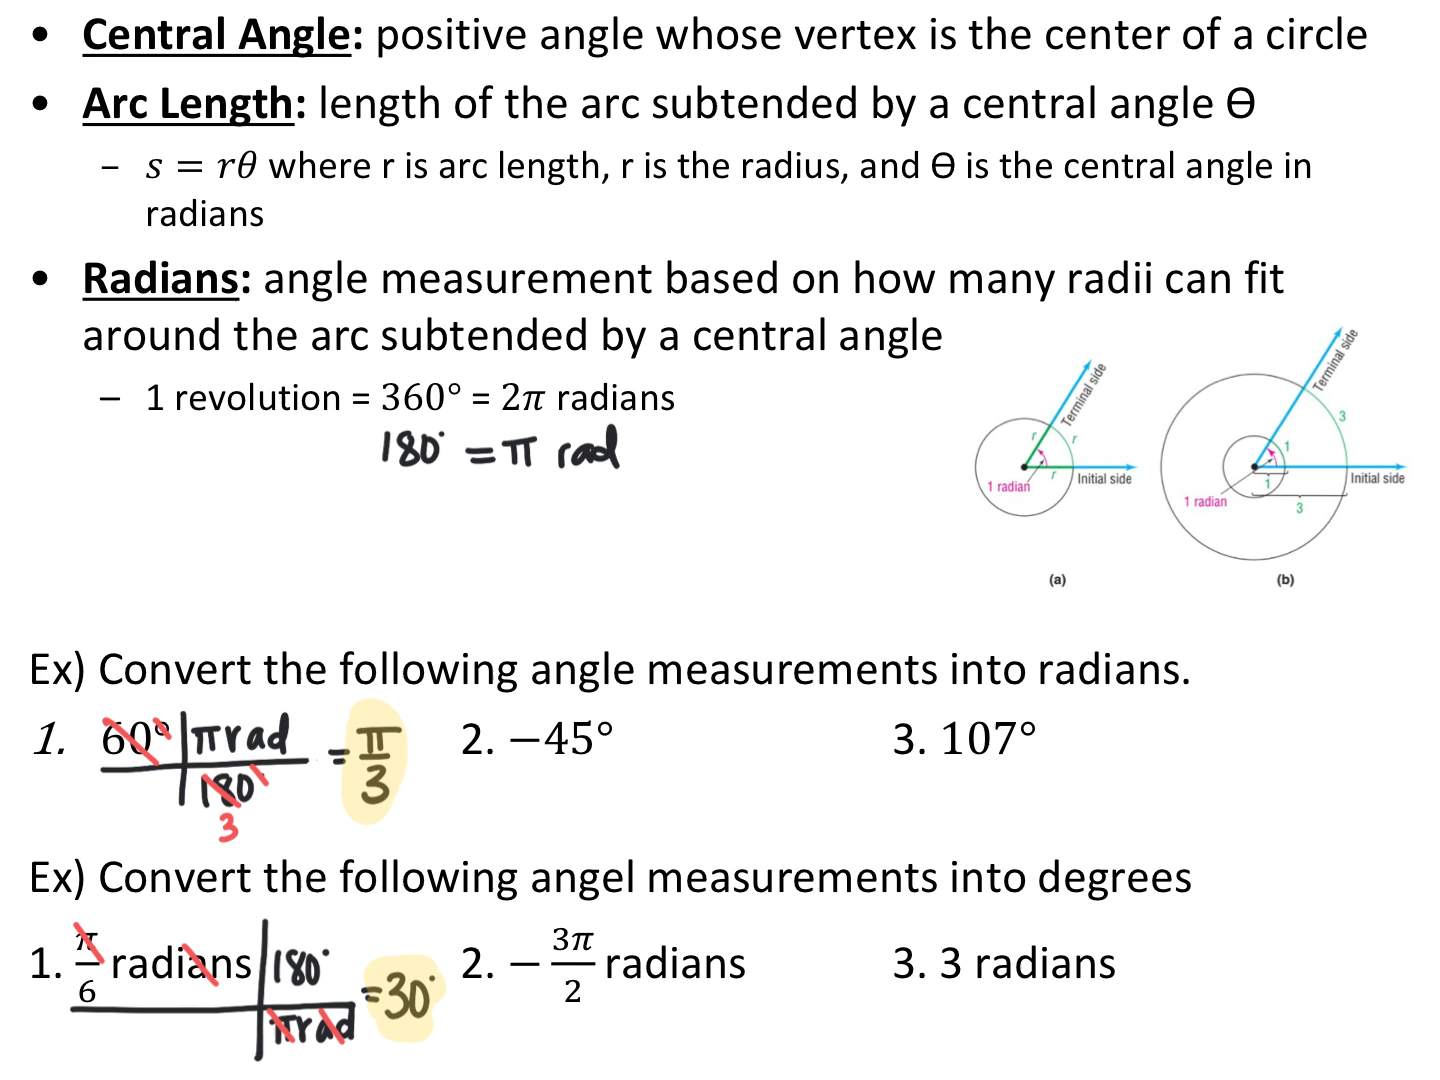 • Central Angle: positive angle whose vertex is the center of a circle
• Arc Length: length of the arc subtended by a central angle Ɵ
– s = rθ where r is arc length, r is the radius, and Ɵ is the central angle in
radians
• Radians: angle measurement based on how many radii can fit
around the arc subtended by a central angle
– 1 revolution = 360° = 2π radians
180° = π rad
Terminal side
r
r
r
1 radian
Initial side
(a)
Terminal side
3
1
1
1 radian
3
Initial side
(b)
Ex) Convert the following angle measurements into radians.
1. 60° | π rad / 180° = π/3
3
2. −45°
3. 107°
Ex) Convert the following angel measurements into degrees
1. π/6 radians | 180° / π rad = 30°
2. − 3π/2 radians
3. 3 radians